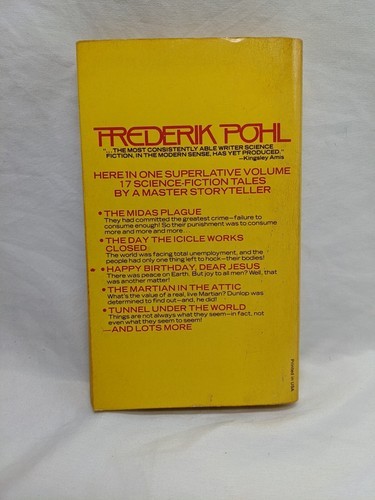 FREDERIK POHL
"... THE MOST CONSISTENTLY ABLE WRITER SCIENCE
FICTION, IN THE MODERN SENSE, HAS YET PRODUCED."
—Kingsley Amis
HERE IN ONE SUPERLATIVE VOLUME
17 SCIENCE-FICTION TALES
BY A MASTER STORYTELLER
• THE MIDAS PLAGUE
They had committed the greatest crime—failure to
consume enough! So their punishment was to consume
more and more and more...
• THE DAY THE ICICLE WORKS
CLOSED
The world was facing total unemployment, and the
people had only one thing left to hock—their bodies!
• HAPPY BIRTHDAY, DEAR JESUS
There was peace on Earth. But joy to all men? Well, that
was another matter!
• THE MARTIAN IN THE ATTIC
What's the value of a real, live Martian? Dunlop was
determined to find out—and, he did!
• TUNNEL UNDER THE WORLD
Things are not always what they seem—in fact, not
even what they seem to seem!
—AND LOTS MORE
Printed in USA